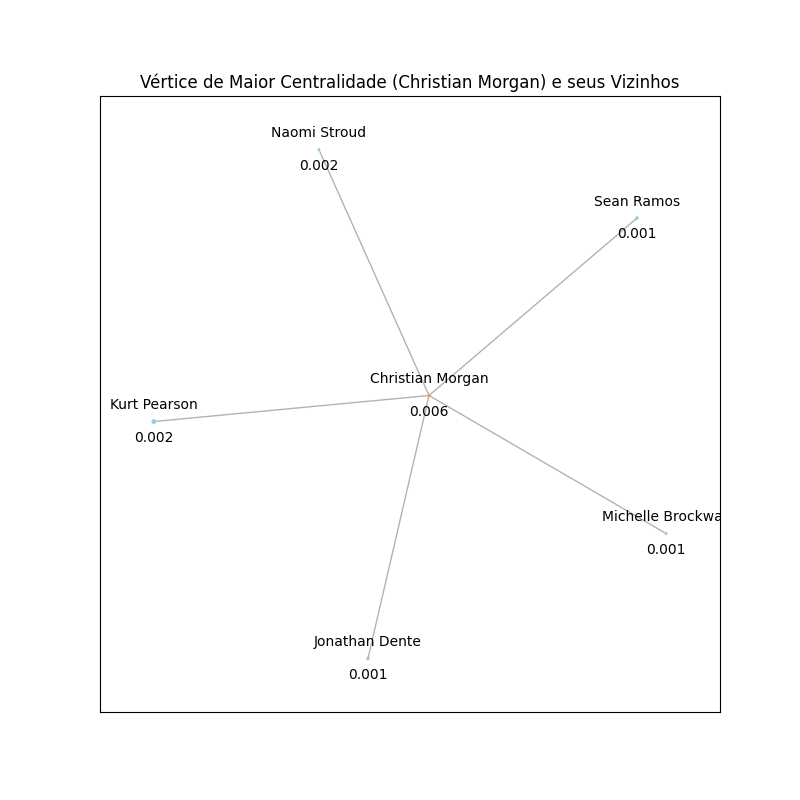 Vértice de Maior Centralidade (Christian Morgan) e seus Vizinhos
Naomi Stroud
0.002
Sean Ramos
0.001
Christian Morgan
0.006
Kurt Pearson
0.002
Michelle Brockwa
0.001
Jonathan Dente
0.001